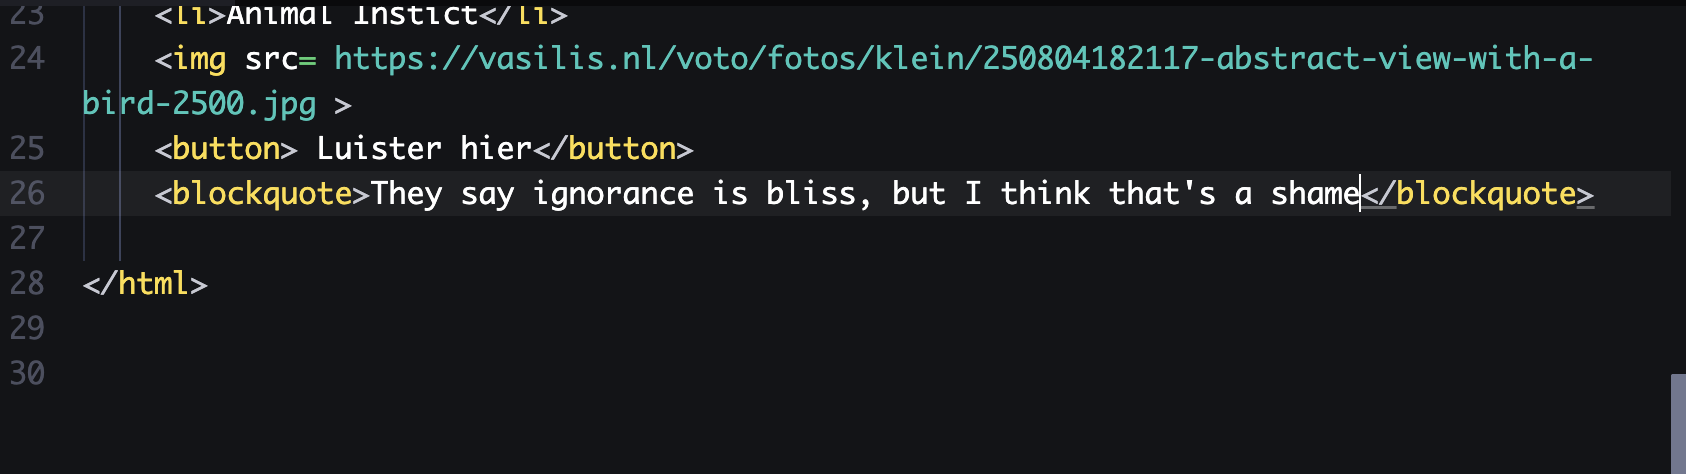 23 <li>Animal Instict</li>
24 <img src= https://vasilis.nl/voto/fotos/klein/250804182117-abstract-view-with-a-
bird-2500.jpg >
25 <button> Luister hier</button>
26 <blockquote>They say ignorance is bliss, but I think that's a shame</blockquote>
27
28 </html>
29
30